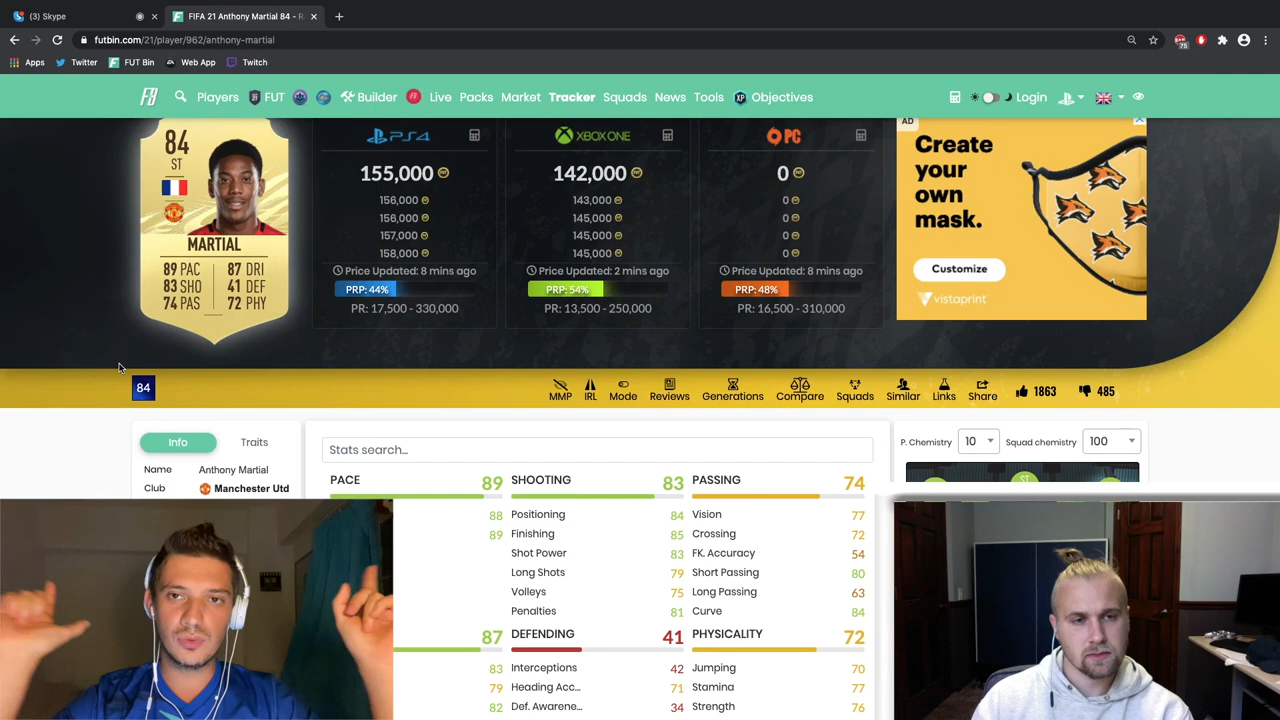 (3) Skype
FIFA 21 Anthony Martial 84 - R
futbin.com/21/player/962/anthony-martial
75
Apps Twitter FUT Bin Web App Twitch
Players FUT Builder Live Packs Market Tracker Squads News Tools XP Objectives Login
84
ST
MARTIAL
89 PAC 87 DRI
83 SHO 41 DEF
74 PAS 72 PHY
PS4
155,000
156,000
156,000
157,000
158,000
Price Updated: 8 mins ago
PRP: 44%
PR: 17,500 - 330,000
XBOX ONE
142,000
143,000
145,000
145,000
145,000
Price Updated: 2 mins ago
PRP: 54%
PR: 13,500 - 250,000
PC
0
0
0
0
0
Price Updated: 8 mins ago
PRP: 48%
PR: 16,500 - 310,000
AD
Create
your
own
mask.
Customize
vistaprint
84
MMP IRL Mode Reviews Generations Compare Squads Similar Links Share 1863 485
Info Traits
Name Anthony Martial
Club Manchester Utd
Stats search...
P. Chemistry 10 Squad chemistry 100
ST
PACE 89
88
89
SHOOTING 83
Positioning 84
Finishing 85
Shot Power 83
Long Shots 79
Volleys 75
Penalties 81
PASSING 74
Vision 77
Crossing 72
FK. Accuracy 54
Short Passing 80
Long Passing 63
Curve 84
87
83
79
82
DEFENDING 41
Interceptions 42
Heading Acc... 71
Def. Awarene... 34
PHYSICALITY 72
Jumping 70
Stamina 77
Strength 76